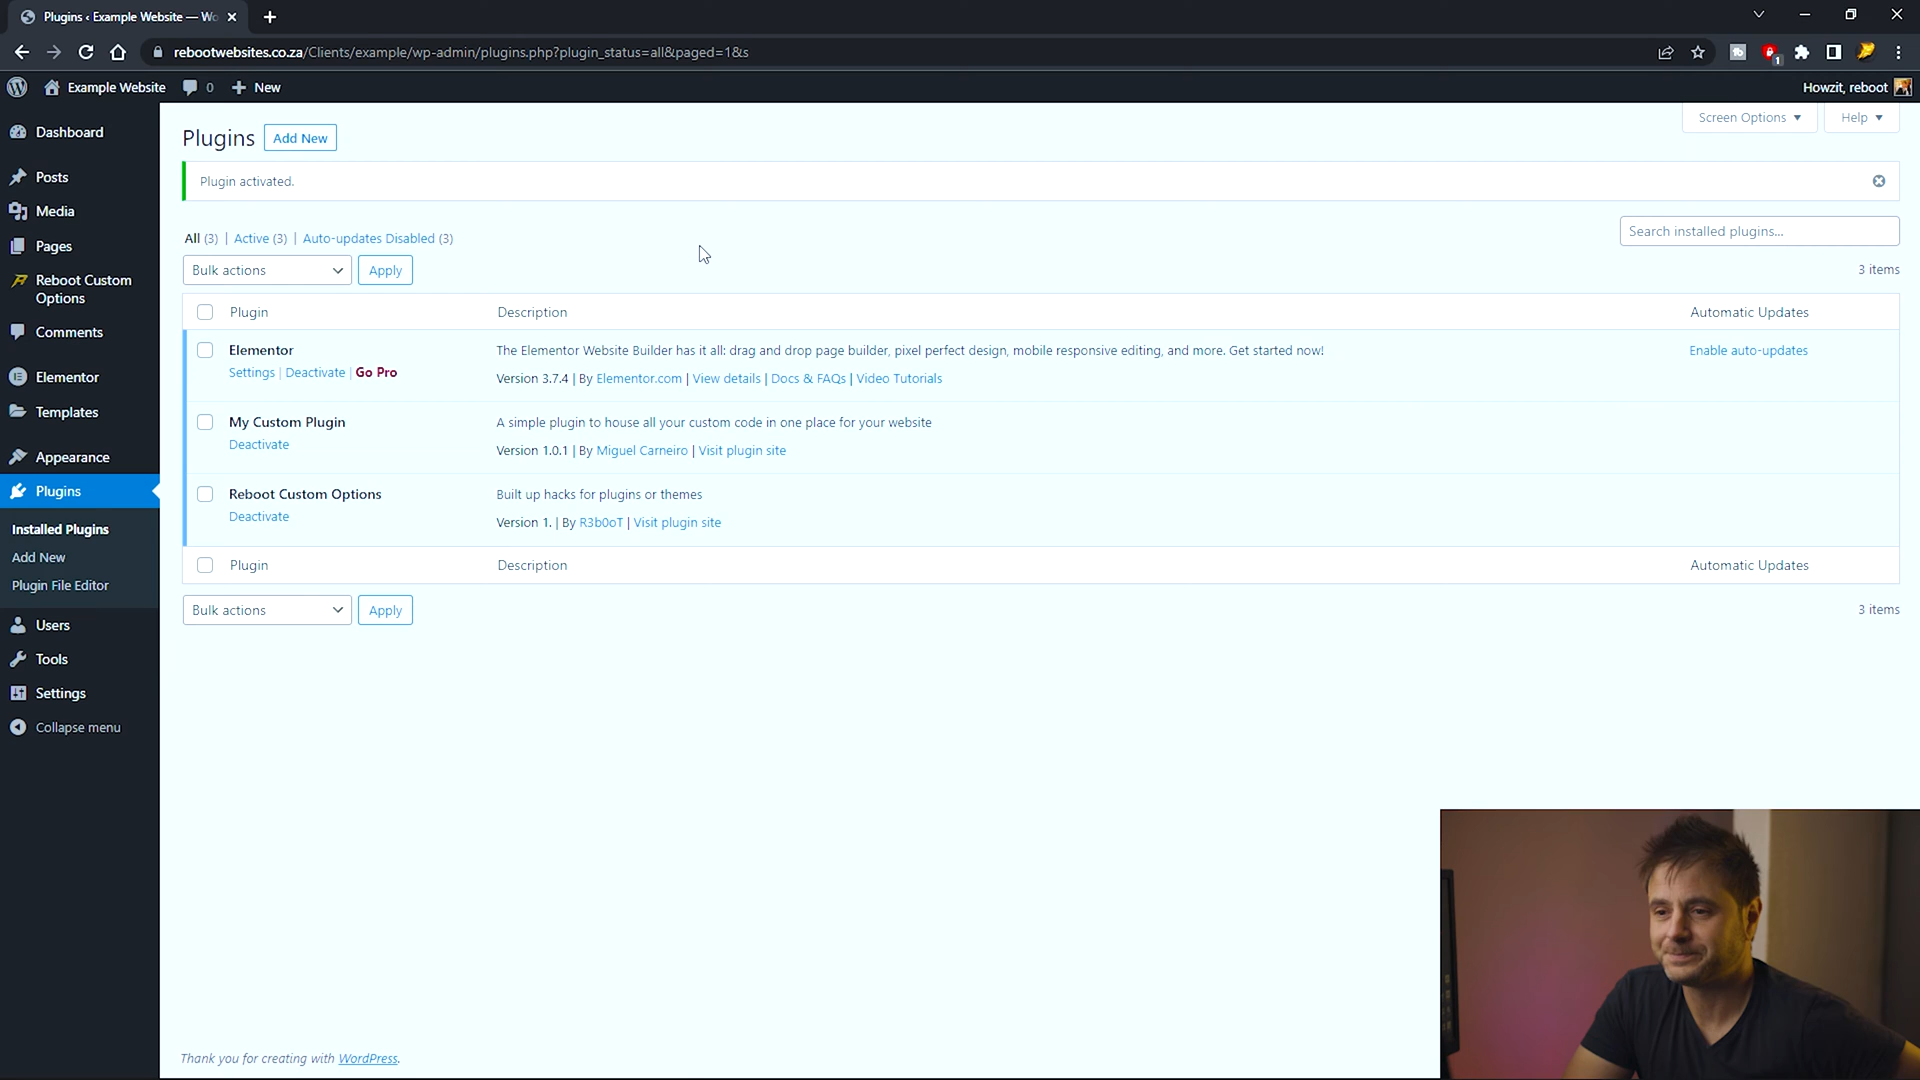 Plugins ‹ Example Website — Wo
rebootwebsites.co.za/Clients/example/wp-admin/plugins.php?plugin_status=all&paged=1&s
1
Example Website
0
New
Howzit, reboot
Dashboard
Posts
Media
Pages
Reboot Custom
Options
Comments
Elementor
Templates
Appearance
Plugins
Installed Plugins
Add New
Plugin File Editor
Users
Tools
Settings
Collapse menu
Screen Options
Help
Plugins
Add New
Plugin activated.
All (3) | Active (3) | Auto-updates Disabled (3)
Search installed plugins...
Bulk actions
Apply
3 items
Plugin
Description
Automatic Updates
Elementor
The Elementor Website Builder has it all: drag and drop page builder, pixel perfect design, mobile responsive editing, and more. Get started now!
Enable auto-updates
Settings | Deactivate | Go Pro
Version 3.7.4 | By Elementor.com | View details | Docs & FAQs | Video Tutorials
My Custom Plugin
A simple plugin to house all your custom code in one place for your website
Deactivate
Version 1.0.1 | By Miguel Carneiro | Visit plugin site
Reboot Custom Options
Built up hacks for plugins or themes
Deactivate
Version 1. | By R3b0oT | Visit plugin site
Plugin
Description
Automatic Updates
Bulk actions
Apply
3 items
Thank you for creating with WordPress.